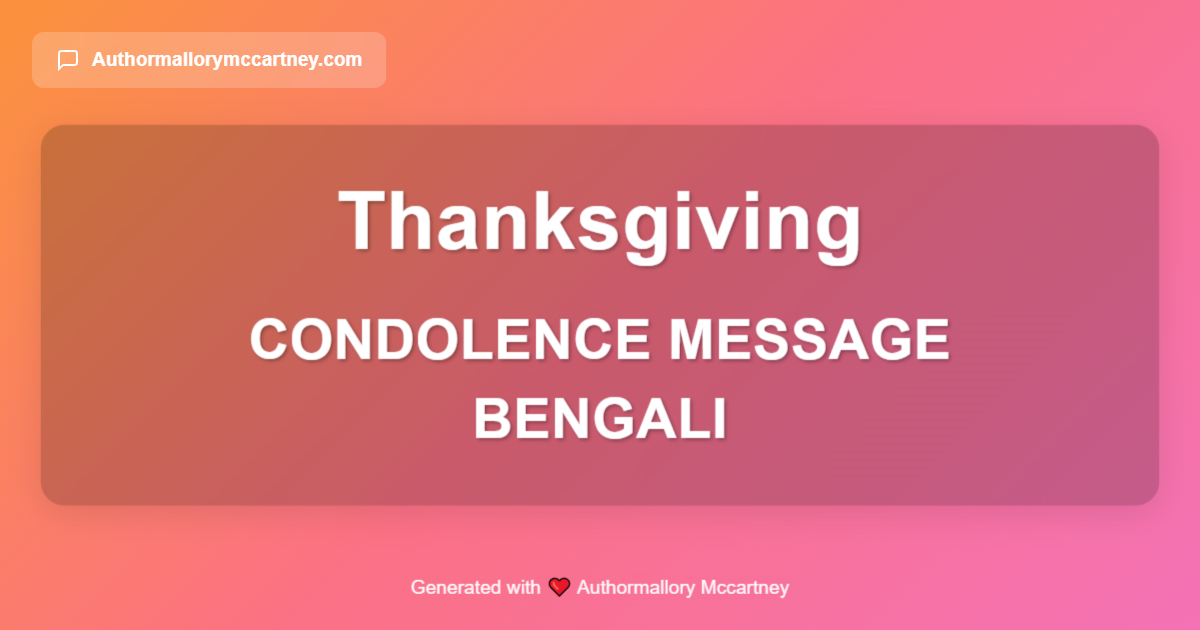 Authormallorymccartney.com
Thanksgiving
CONDOLENCE MESSAGE
BENGALI
Generated with ❤️ Authormallory Mccartney